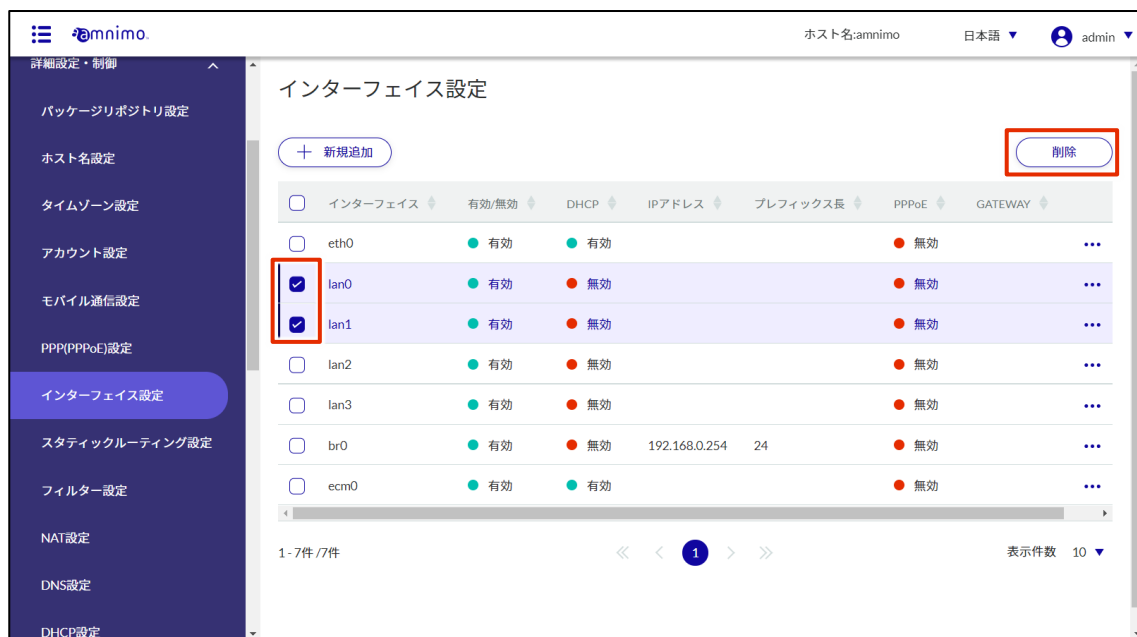 amnimo.
ホスト名:amnimo
日本語
admin
詳細設定・制御
パッケージリポジトリ設定
ホスト名設定
タイムゾーン設定
アカウント設定
モバイル通信設定
PPP(PPPoE)設定
インターフェイス設定
スタティックルーティング設定
フィルター設定
NAT設定
DNS設定
DHCP設定
インターフェイス設定
新規追加
削除
インターフェイス 有効/無効 DHCP IPアドレス プレフィックス長 PPPoE GATEWAY
eth0 有効 有効 無効
lan0 有効 無効 無効
lan1 有効 無効 無効
lan2 有効 無効 無効
lan3 有効 無効 無効
br0 有効 無効 192.168.0.254 24 無効
ecm0 有効 有効 無効
1 - 7件 /7件
1
表示件数 10